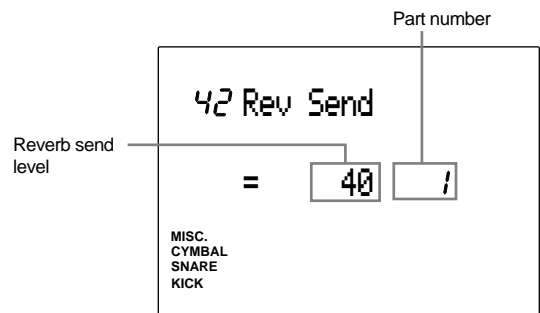 Part number
42 Rev Send
Reverb send
level
= 40 1
MISC.
CYMBAL
SNARE
KICK